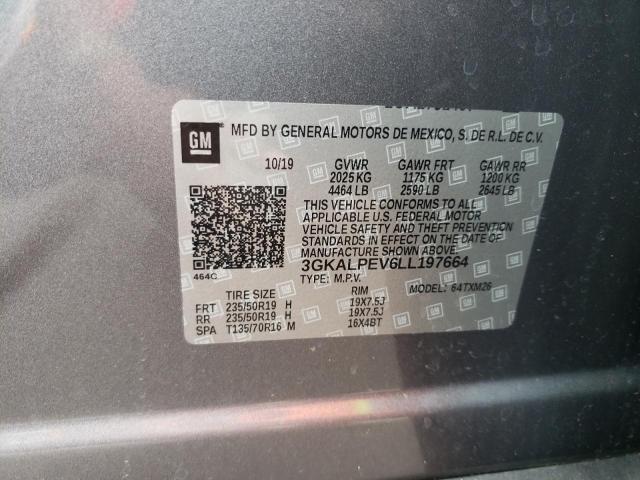 GM
MFD BY GENERAL MOTORS DE MEXICO, S. DE R.L. DE C.V.
10/19 GVWR GAWR FRT GAWR RR
2025 KG 1175 KG 1200 KG
4464 LB 2590 LB 2645 LB
THIS VEHICLE CONFORMS TO ALL
APPLICABLE U.S. FEDERAL MOTOR
VEHICLE SAFETY AND THEFT PREVENTION
STANDARDS IN EFFECT ON THE DATE OF
MANUFACTURE SHOWN ABOVE.
464C
3GKALPEV6LL197664
TYPE: M.P.V. MODEL: 64TXM26
TIRE SIZE RIM
FRT 235/50R19 H 19X7.5J
RR 235/50R19 H 19X7.5J
SPA T135/70R16 M 16X4BT